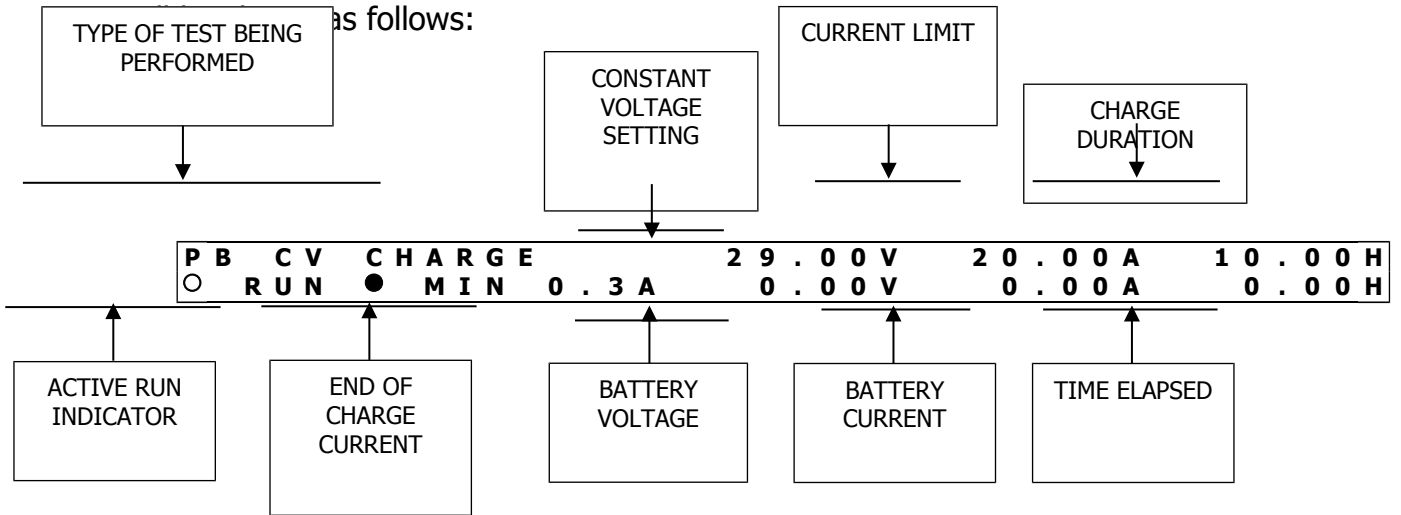 as follows:
TYPE OF TEST BEING
PERFORMED
CONSTANT
VOLTAGE
SETTING
CURRENT LIMIT
CHARGE
DURATION
PB CV CHARGE 29.00V 20.00A 10.00H
○ RUN ● MIN 0.3A 0.00V 0.00A 0.00H
ACTIVE RUN
INDICATOR
END OF
CHARGE
CURRENT
BATTERY
VOLTAGE
BATTERY
CURRENT
TIME ELAPSED